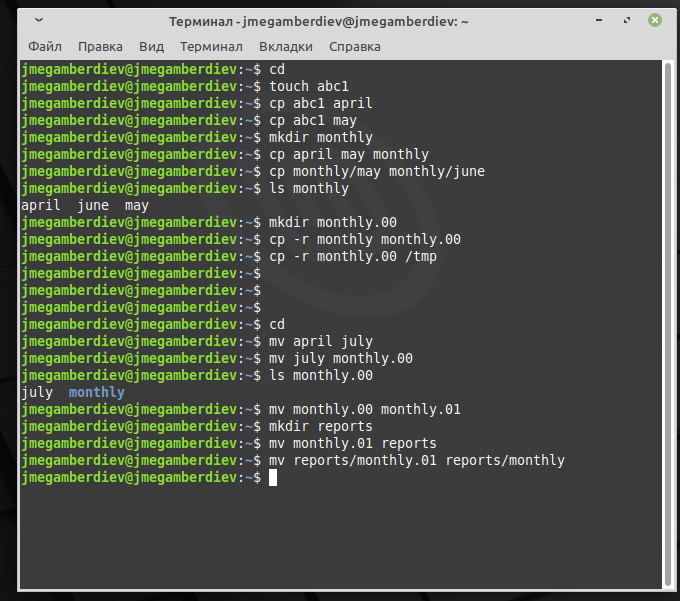 Терминал - jmegamberdiev@jmegamberdiev: ~
Файл Правка Вид Терминал Вкладки Справка
jmegamberdiev@jmegamberdiev:~$ cd
jmegamberdiev@jmegamberdiev:~$ touch abc1
jmegamberdiev@jmegamberdiev:~$ cp abc1 april
jmegamberdiev@jmegamberdiev:~$ cp abc1 may
jmegamberdiev@jmegamberdiev:~$ mkdir monthly
jmegamberdiev@jmegamberdiev:~$ cp april may monthly
jmegamberdiev@jmegamberdiev:~$ cp monthly/may monthly/june
jmegamberdiev@jmegamberdiev:~$ ls monthly
april  june  may
jmegamberdiev@jmegamberdiev:~$ mkdir monthly.00
jmegamberdiev@jmegamberdiev:~$ cp -r monthly monthly.00
jmegamberdiev@jmegamberdiev:~$ cp -r monthly.00 /tmp
jmegamberdiev@jmegamberdiev:~$
jmegamberdiev@jmegamberdiev:~$
jmegamberdiev@jmegamberdiev:~$
jmegamberdiev@jmegamberdiev:~$ cd
jmegamberdiev@jmegamberdiev:~$ mv april july
jmegamberdiev@jmegamberdiev:~$ mv july monthly.00
jmegamberdiev@jmegamberdiev:~$ ls monthly.00
july  monthly
jmegamberdiev@jmegamberdiev:~$ mv monthly.00 monthly.01
jmegamberdiev@jmegamberdiev:~$ mkdir reports
jmegamberdiev@jmegamberdiev:~$ mv monthly.01 reports
jmegamberdiev@jmegamberdiev:~$ mv reports/monthly.01 reports/monthly
jmegamberdiev@jmegamberdiev:~$